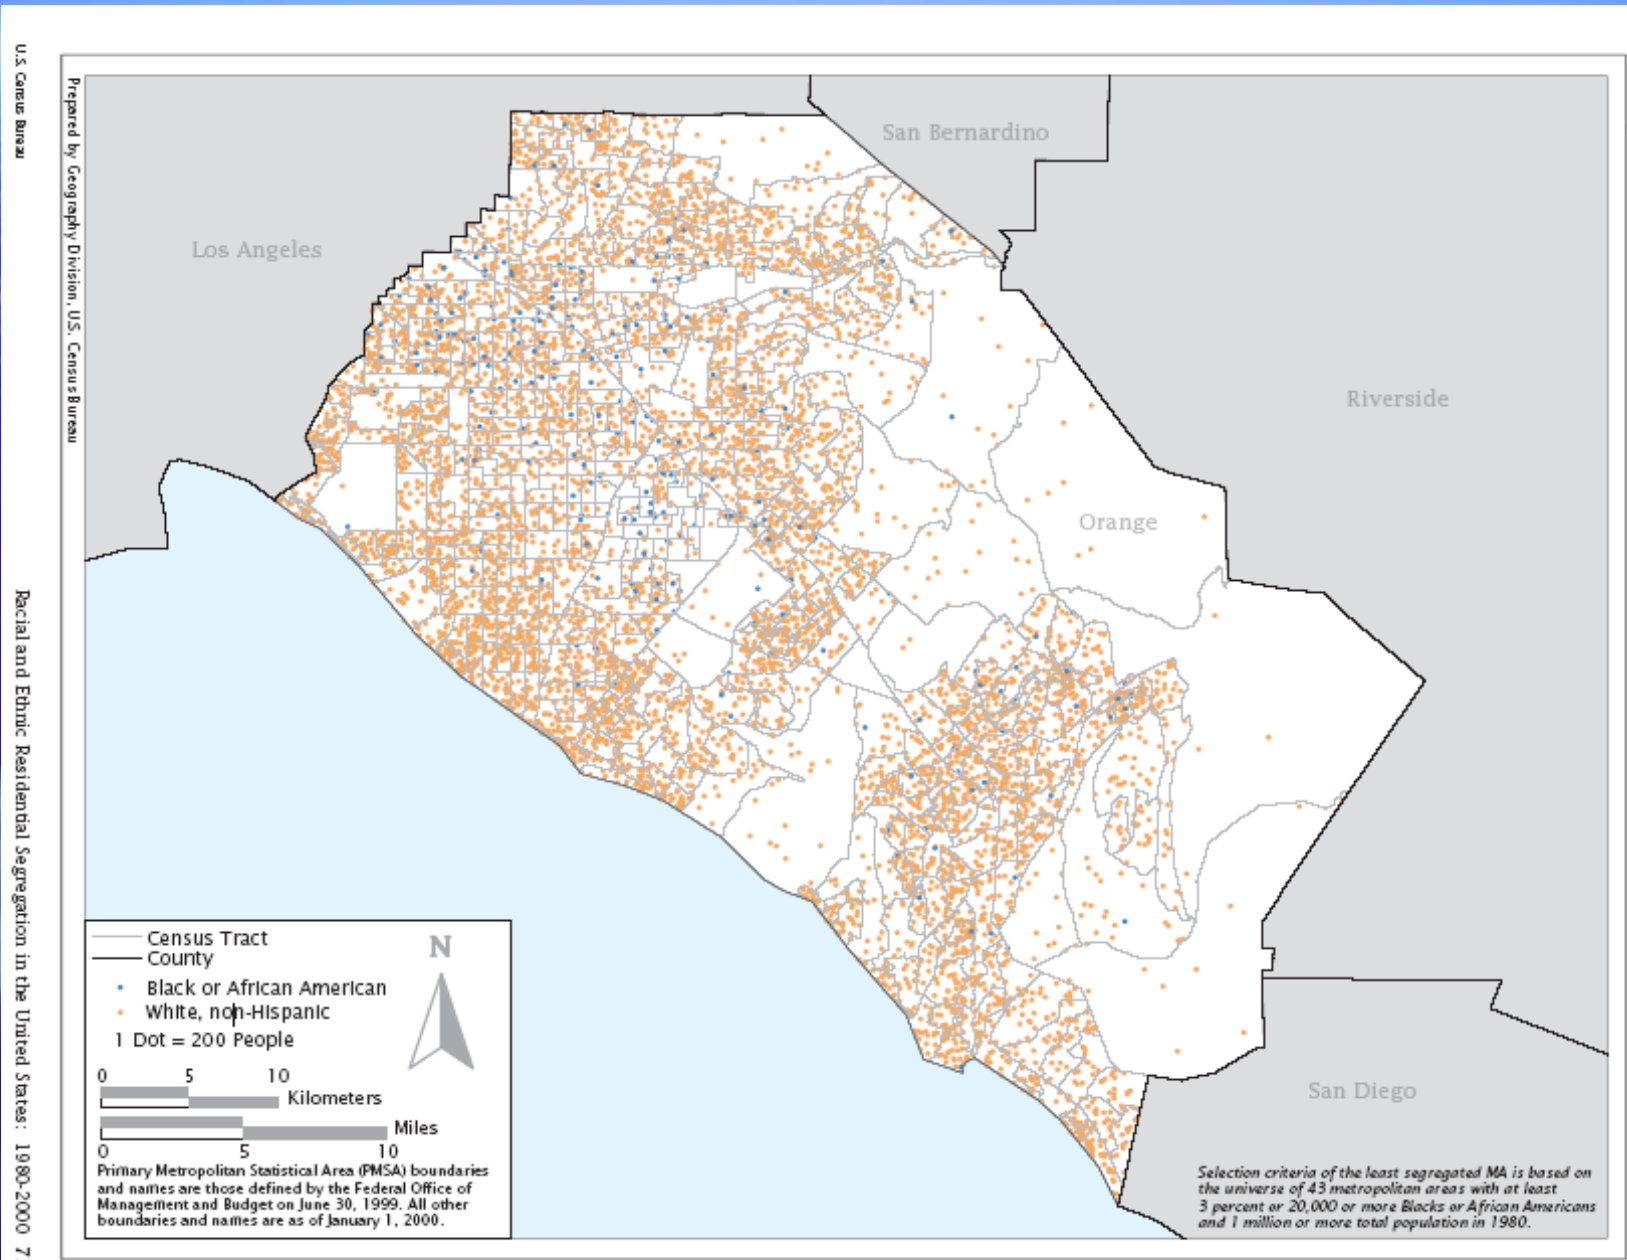 U.S. Census Bureau
Racial and Ethnic Residential Segregation in the United States: 1980-2000 7
Prepared by Geography Division, U.S. Census Bureau
San Bernardino
Los Angeles
Riverside
Orange
San Diego
Census Tract
County
Black or African American
White, non-Hispanic
1 Dot = 200 People
N
0 5 10
Kilometers
Miles
0 5 10
Primary Metropolitan Statistical Area (PMSA) boundaries
and names are those defined by the Federal Office of
Management and Budget on June 30, 1999. All other
boundaries and names are as of January 1, 2000.
Selection criteria of the least segregated MA is based on
the universe of 43 metropolitan areas with at least
3 percent or 20,000 or more Blacks or African Americans
and 1 million or more total population in 1980.